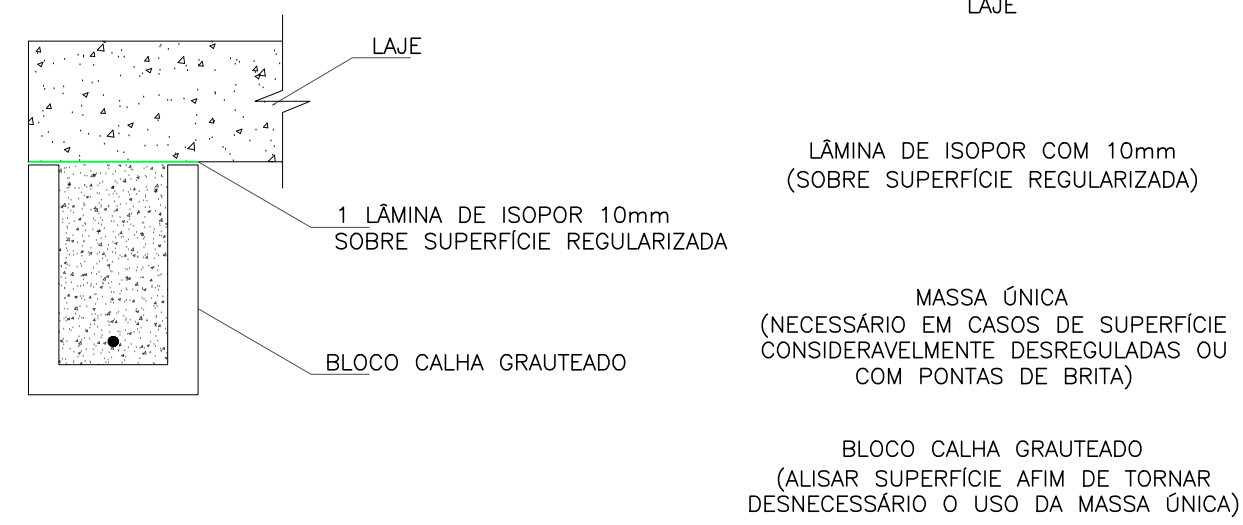 LAJE
1 LÂMINA DE ISOPOR 10mm
SOBRE SUPERFÍCIE REGULARIZADA
BLOCO CALHA GRAUTEADO
LAJE
LÂMINA DE ISOPOR COM 10mm
(SOBRE SUPERFÍCIE REGULARIZADA)
MASSA ÚNICA
(NECESSÁRIO EM CASOS DE SUPERFÍCIE
CONSIDERAVELMENTE DESREGULADAS OU
COM PONTAS DE BRITA)
BLOCO CALHA GRAUTEADO
(ALISAR SUPERFÍCIE AFIM DE TORNAR
DESNECESSÁRIO O USO DA MASSA ÚNICA)